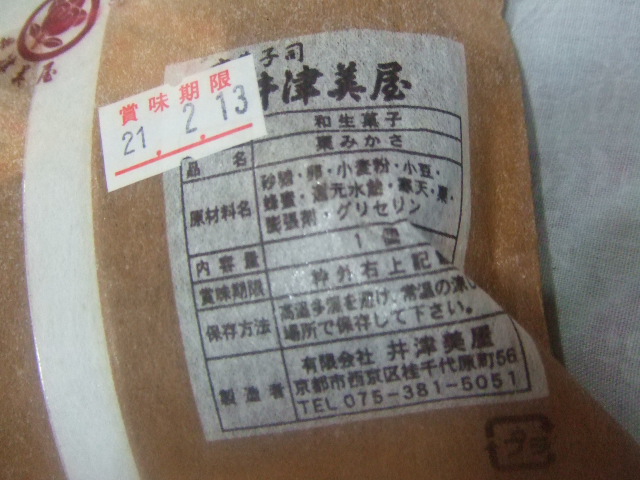 賞味期限
21.2.13
井津美屋
和生菓子
品名 栗みかさ
原材料名 砂糖・卵・小麦粉・小豆・
蜂蜜・還元水飴・寒天・栗・
膨張剤・グリセリン
内容量 1個
賞味期限 枠外右上記
保存方法 高温多湿を避け、常温の涼しい
場所で保存して下さい。
製造者 有限会社 井津美屋
京都市西京区桂千代原町56
TEL 075-381-5051
プラ